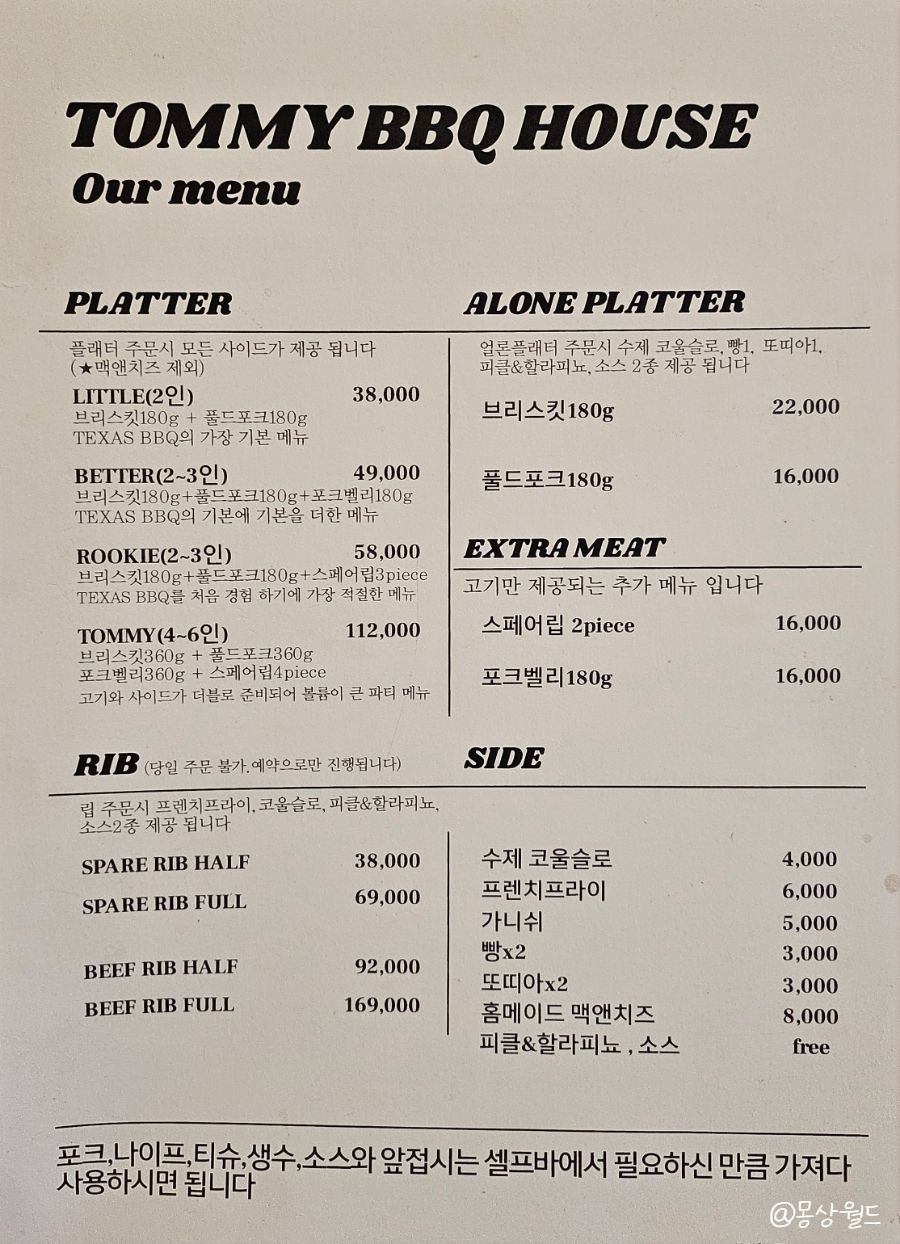 TOMMY BBQ HOUSE
Our menu
PLATTER
플래터 주문시 모든 사이드가 제공 됩니다
(★맥앤치즈 제외)
LITTLE(2인) 38,000
브리스킷180g + 풀드포크180g
TEXAS BBQ의 가장 기본 메뉴
BETTER(2~3인) 49,000
브리스킷180g+풀드포크180g+포크벨리180g
TEXAS BBQ의 기본에 기본을 더한 메뉴
ROOKIE(2~3인) 58,000
브리스킷180g+풀드포크180g+스페어립3piece
TEXAS BBQ를 처음 경험 하기에 가장 적절한 메뉴
TOMMY(4~6인) 112,000
브리스킷360g + 풀드포크360g
포크벨리360g + 스페어립4piece
고기와 사이드가 더블로 준비되어 볼륨이 큰 파티 메뉴
ALONE PLATTER
얼론플래터 주문시 수제 코울슬로, 빵1, 또띠아1,
피클&할라피뇨, 소스 2종 제공 됩니다
브리스킷180g 22,000
풀드포크180g 16,000
EXTRA MEAT
고기만 제공되는 추가 메뉴 입니다
스페어립 2piece 16,000
포크벨리180g 16,000
RIB (당일 주문 불가. 예약으로만 진행됩니다)
립 주문시 프렌치프라이, 코울슬로, 피클&할라피뇨,
소스2종 제공 됩니다
SPARE RIB HALF 38,000
SPARE RIB FULL 69,000
BEEF RIB HALF 92,000
BEEF RIB FULL 169,000
SIDE
수제 코울슬로 4,000
프렌치프라이 6,000
가니쉬 5,000
빵x2 3,000
또띠아x2 3,000
홈메이드 맥앤치즈 8,000
피클&할라피뇨 , 소스 free
포크,나이프,티슈,생수,소스와 앞접시는 셀프바에서 필요하신 만큼 가져다
사용하시면 됩니다
@몽상월드